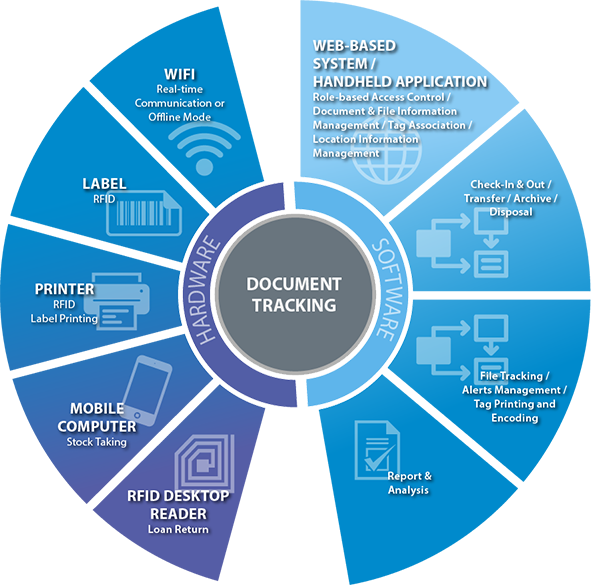 WIFI
Real-time
Communication or
Offline Mode
LABEL
RFID
PRINTER
RFID
Label Printing
MOBILE
COMPUTER
Stock Taking
RFID DESKTOP
READER
Loan Return
HARDWARE
DOCUMENT
TRACKING
SOFTWARE
WEB-BASED
SYSTEM /
HANDHELD APPLICATION
Role-based Access Control /
Document & File Information
Management / Tag Association /
Location Information
Management
Check-In & Out /
Transfer / Archive /
Disposal
File Tracking /
Alerts Management /
Tag Printing and
Encoding
Report &
Analysis